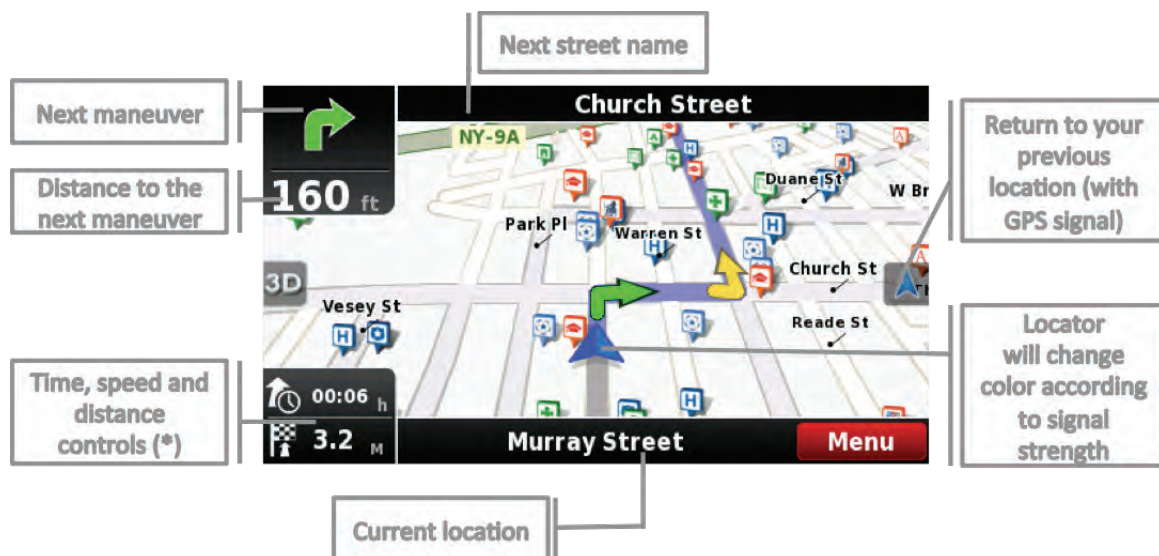 Next street name
Next maneuver
Church Street
Return to your
previous
location (with
GPS signal)
NY-9A
Distance to the
next maneuver
160 ft
Duane St
W Br
Park Pl
Warren St
Church St
3D
Vesey St
Reade St
Locator
will change
color according
to signal
strength
Time, speed and
distance
controls (*)
00:06 h
3.2 M
Murray Street
Menu
Current location